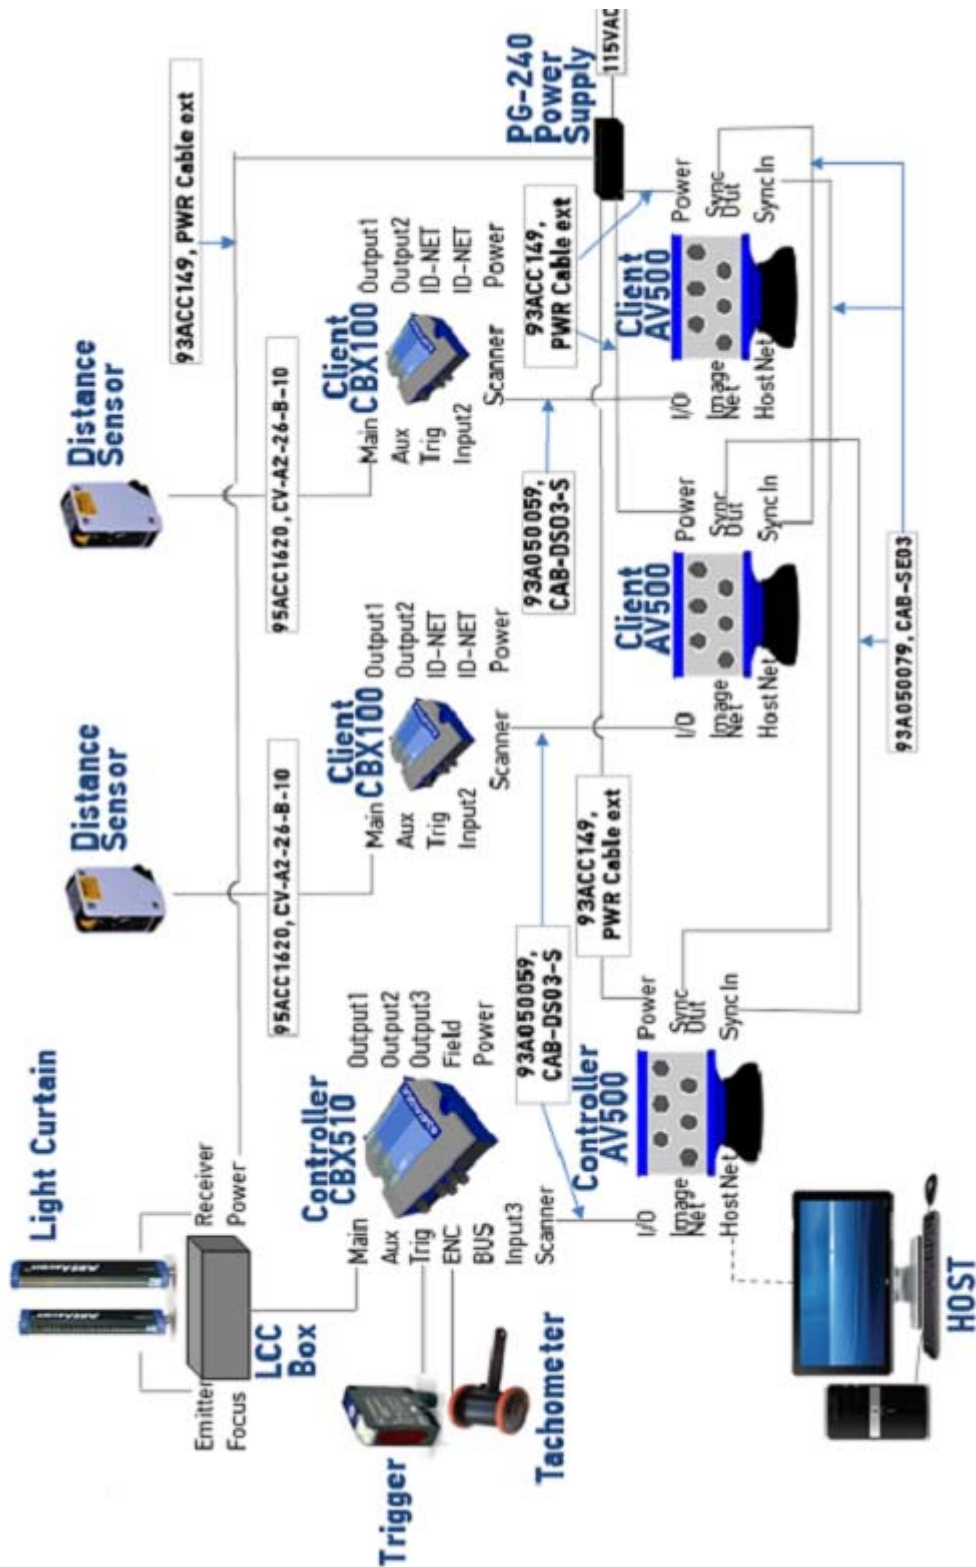 Light Curtain
Emitter
Focus
Receiver
Power
LCC
Box
Distance
Sensor
Distance
Sensor
93ACC149, PWR Cable ext
95ACC1620, CV-A2-26-B-10
95ACC1620, CV-A2-26-B-10
Trigger
Tachometer
Controller
CBX510
Main
Aux
Trig
ENC
BUS
Input3
Scanner
Output1
Output2
Output3
Field
Power
Client
CBX100
Main
Aux
Trig
Input2
Scanner
Output1
Output2
ID-NET
ID-NET
Power
Client
CBX100
Main
Aux
Trig
Input2
Scanner
Output1
Output2
ID-NET
ID-NET
Power
PG-240
Power
Supply
115VAC
93A050059,
CAB-DS03-S
93A050059,
CAB-DS03-S
93ACC149,
PWR Cable ext
93ACC149,
PWR Cable ext
Controller
AV500
I/O
Image
Net
Host Net
Power
Sync
Out
Sync In
Client
AV500
I/O
Image
Net
Host Net
Power
Sync
Out
Sync In
Client
AV500
I/O
Image
Net
Host Net
Power
Sync
Out
Sync In
93A050079, CAB-SE03
HOST